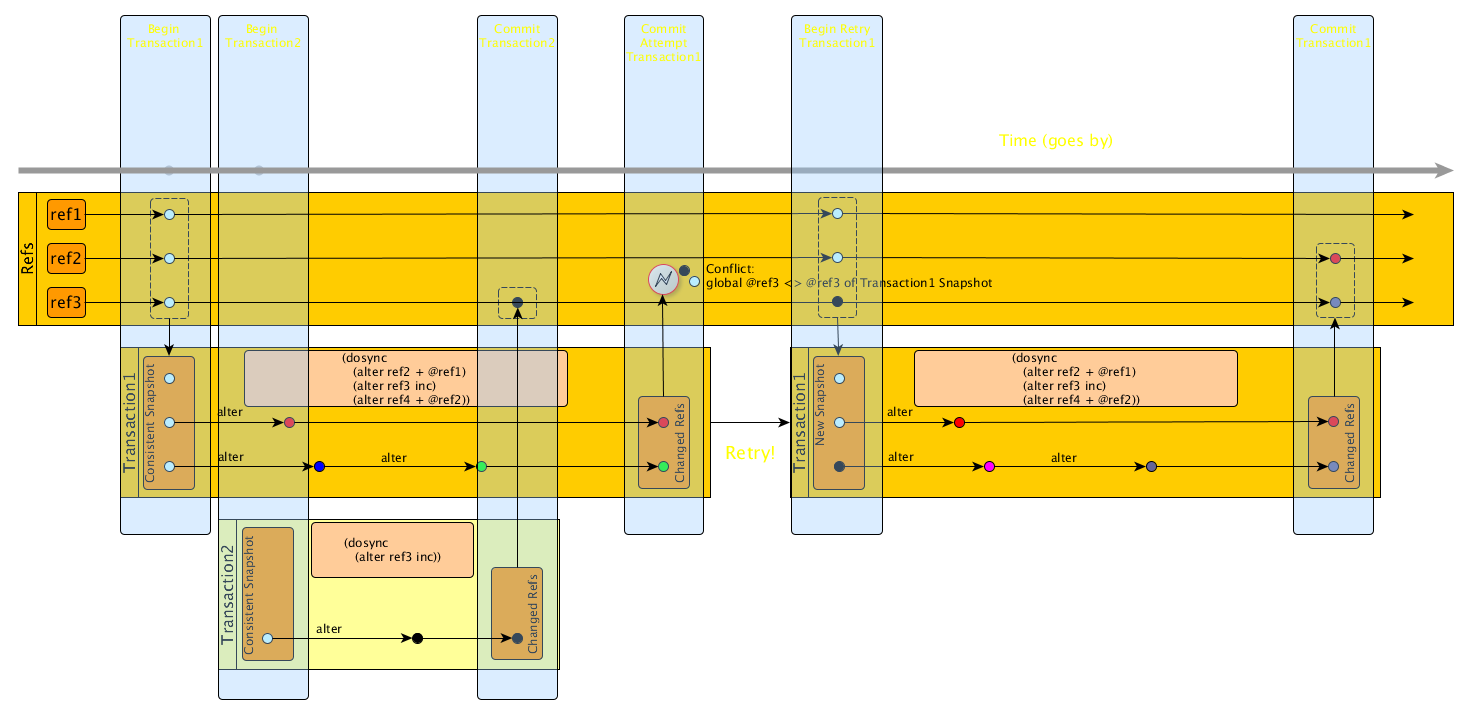 Begin
Transaction1
Begin
Transaction2
Commit
Transaction2
Commit
Attempt
Transaction1
Begin Retry
Transaction1
Commit
Transaction1
Time (goes by)
Refs
ref1
ref2
ref3
Conflict:
global @ref3 <> @ref3 of Transaction1 Snapshot
Transaction1
Consistent Snapshot
(dosync
(alter ref2 + @ref1)
(alter ref3 inc)
(alter ref4 + @ref2))
alter
alter
alter
Changed Refs
Retry!
Transaction1
New Snapshot
(dosync
(alter ref2 + @ref1)
(alter ref3 inc)
(alter ref4 + @ref2))
alter
alter
alter
Changed Refs
Transaction2
Consistent Snapshot
(dosync
(alter ref3 inc))
alter
Changed Refs